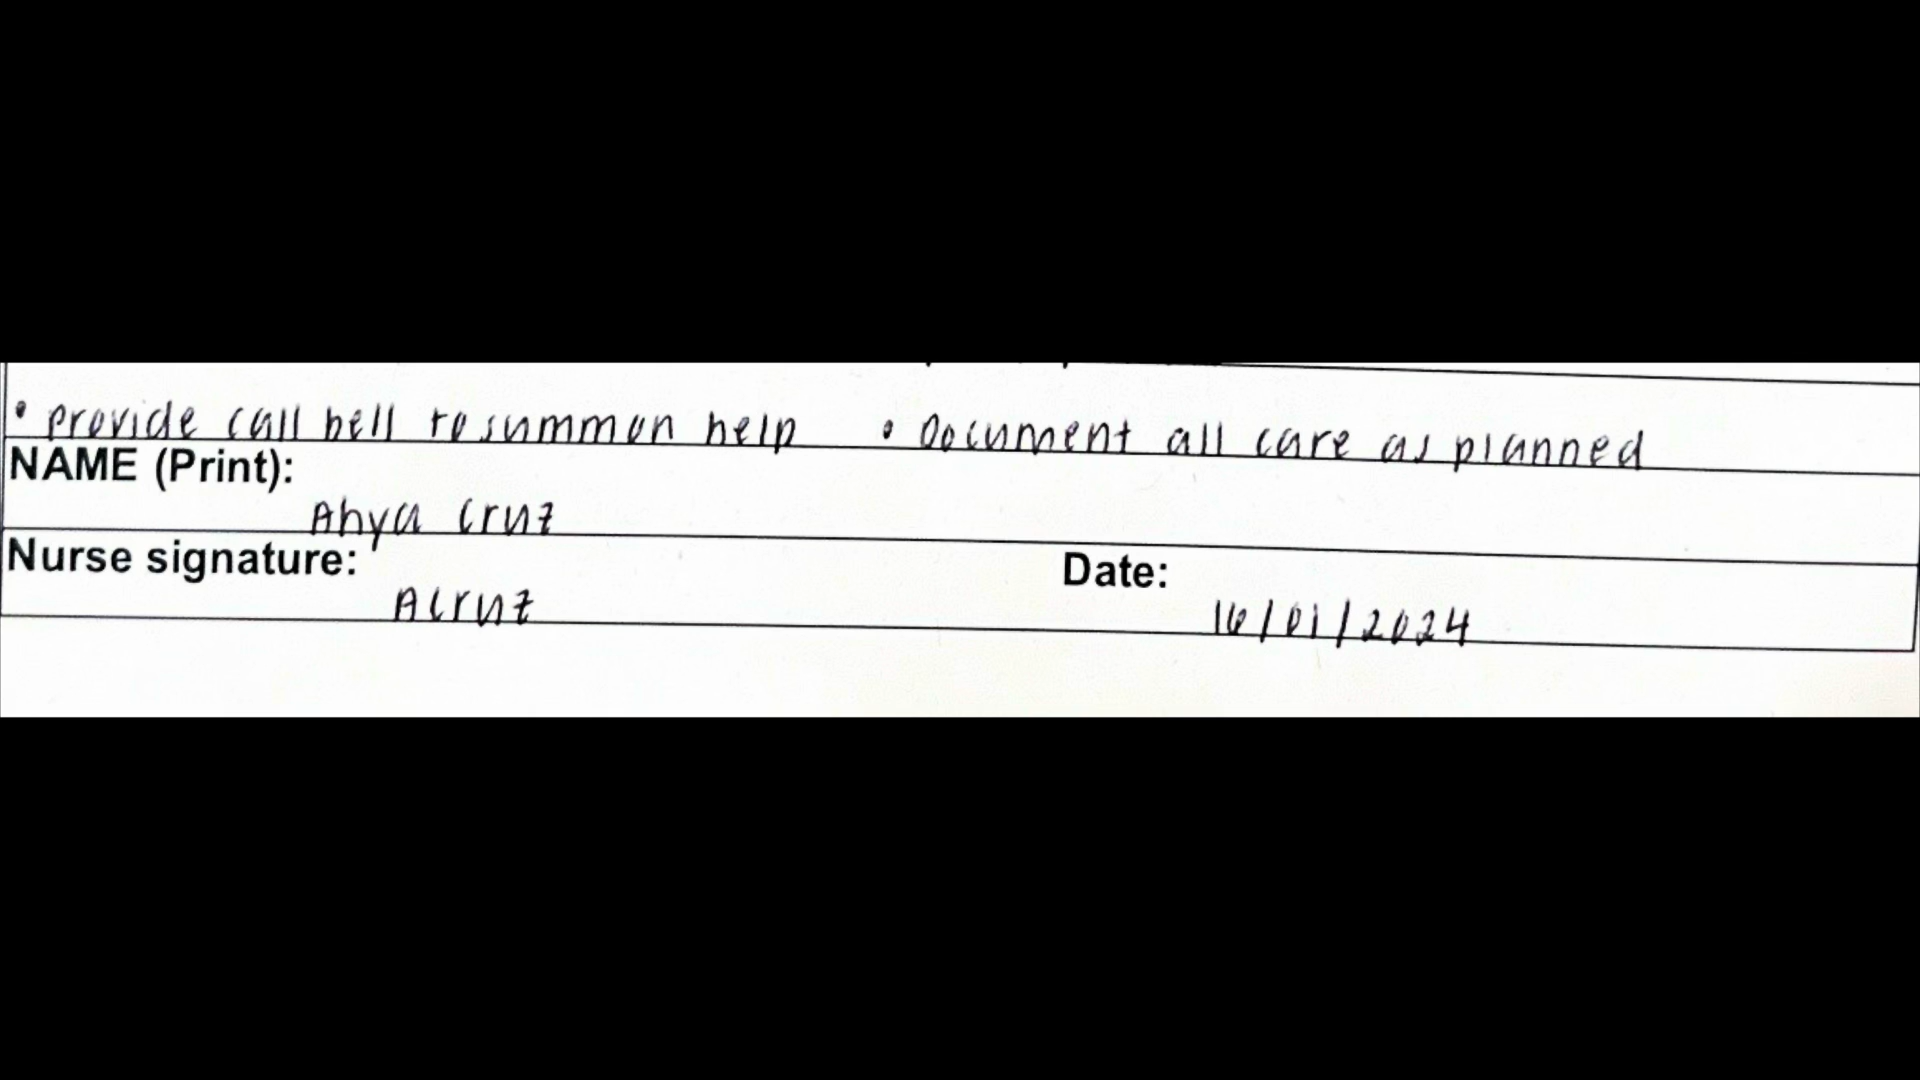 • provide call bell to summon help • Document all care as planned
NAME (Print):
Ahya Cruz
Nurse signature: Date:
ACruz 16/01/2024